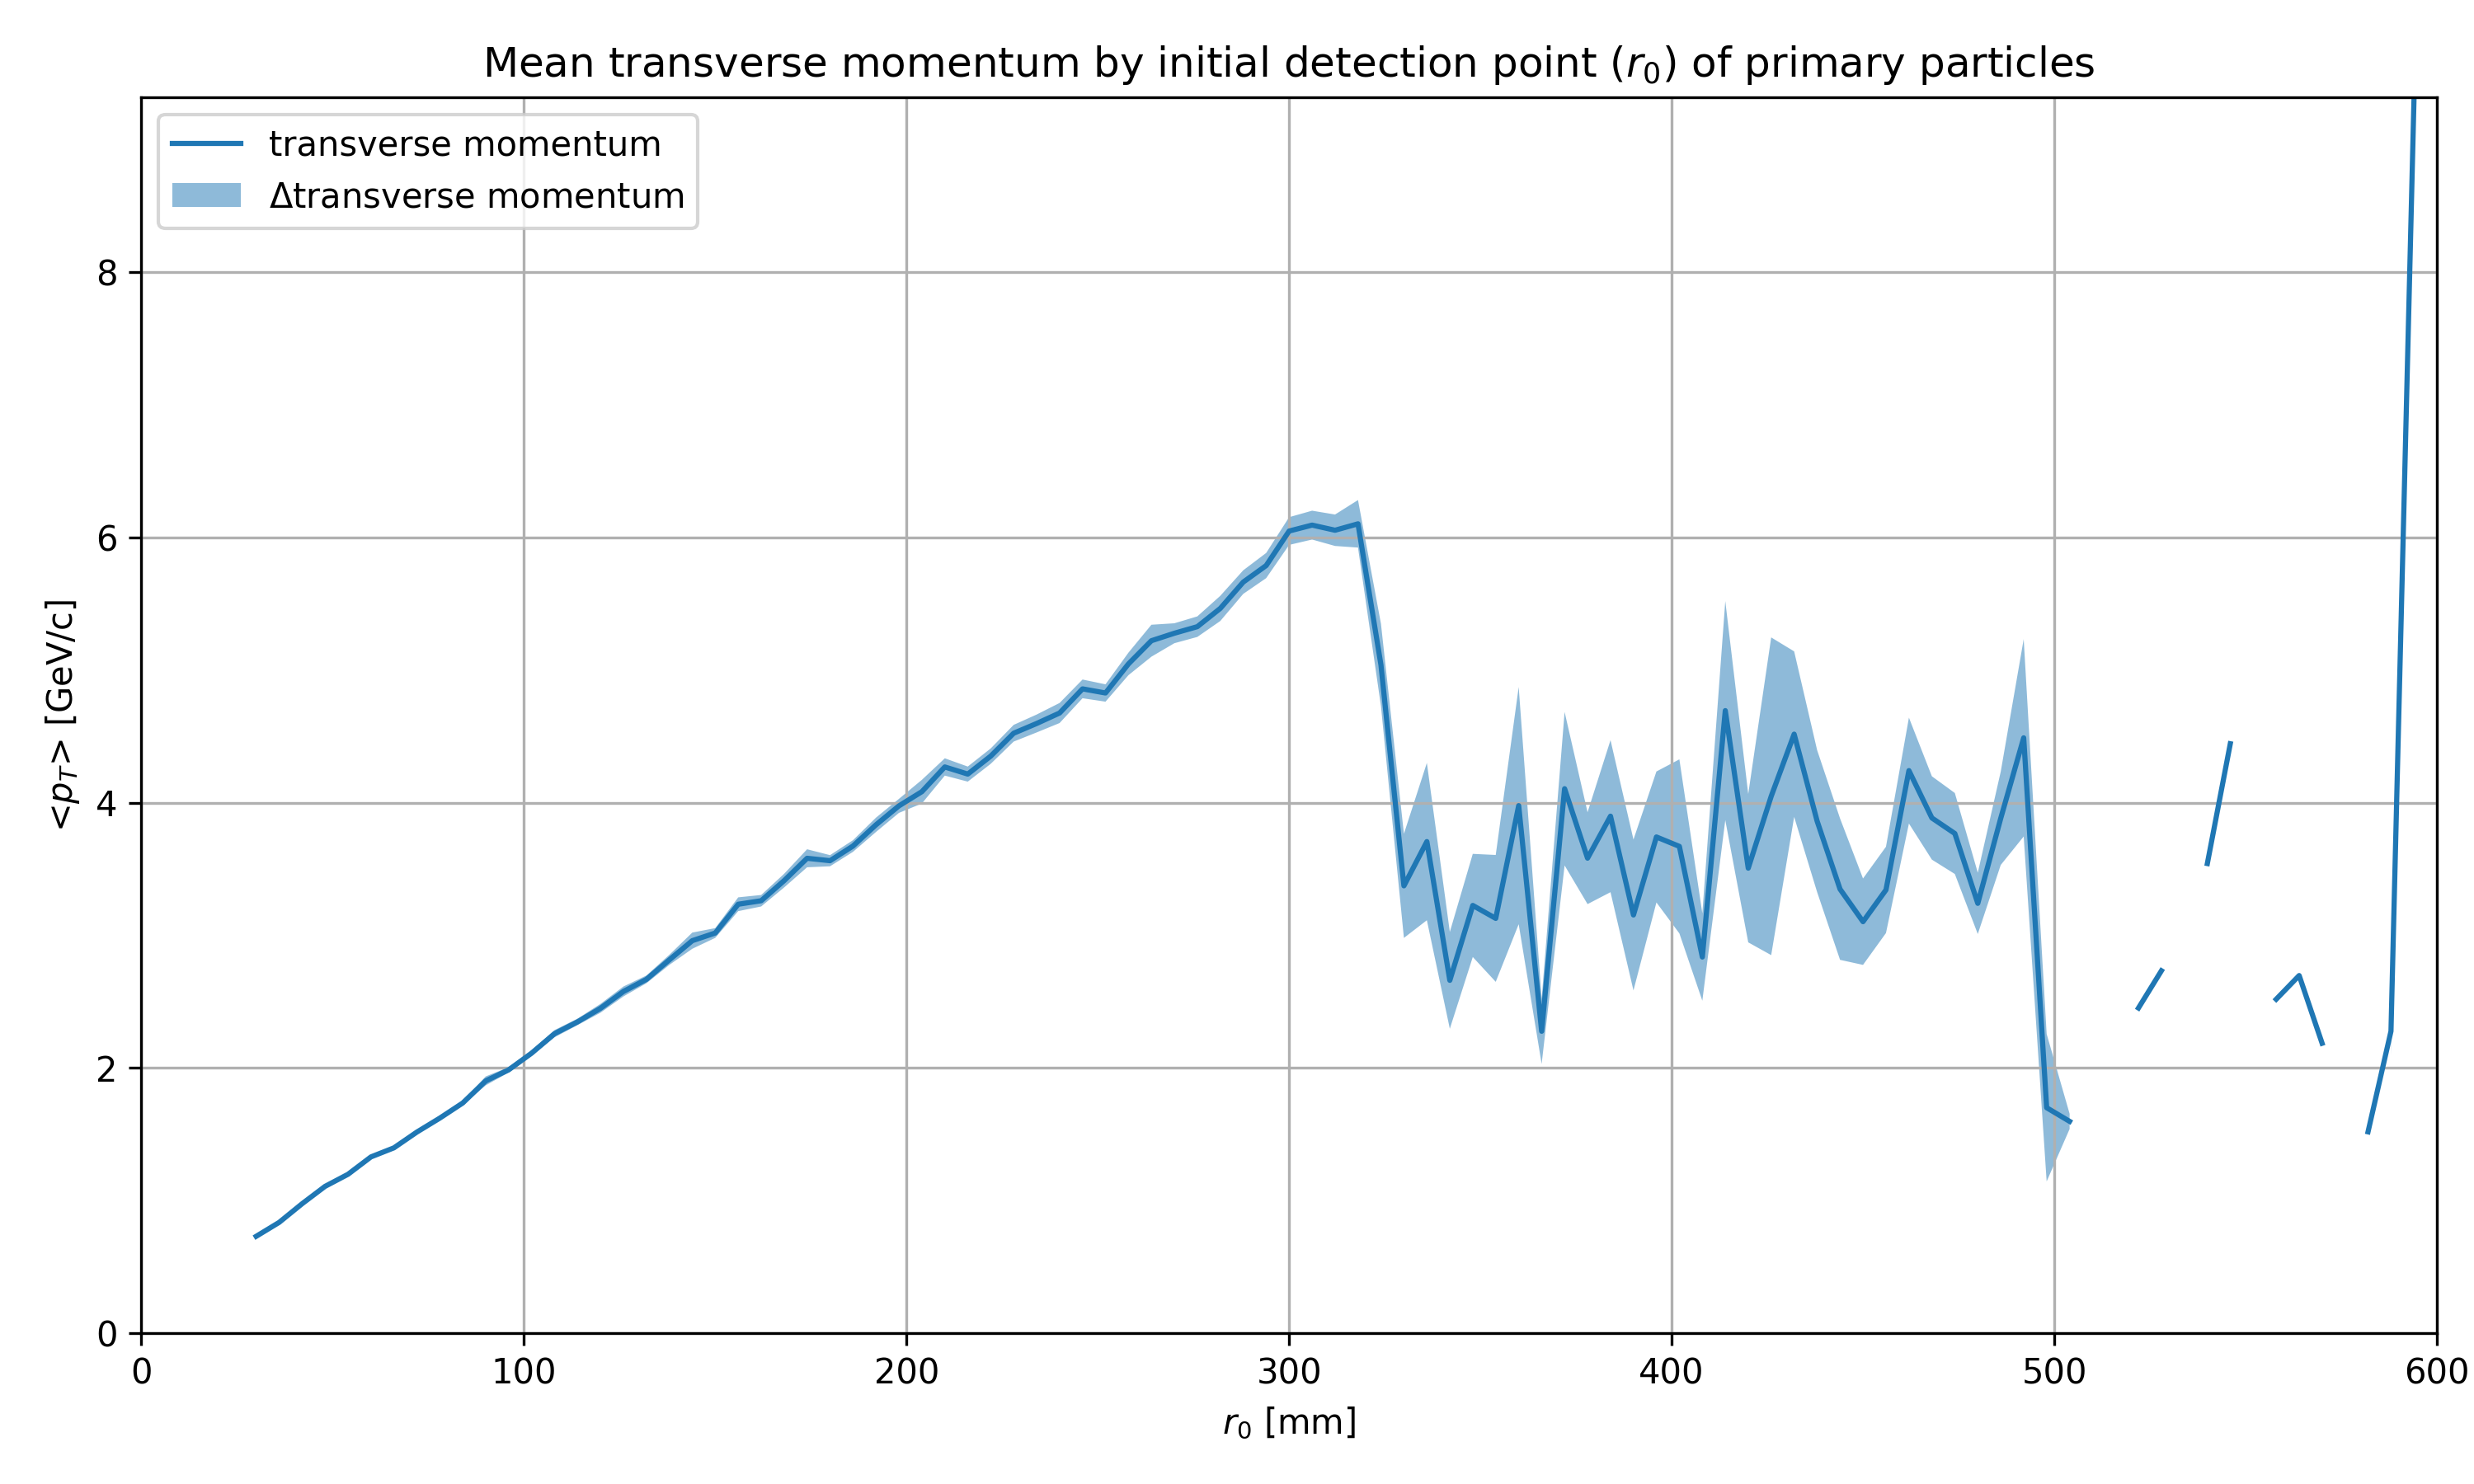 Mean transverse momentum by initial detection point (r₀) of primary particles
transverse momentum
Δtransverse momentum
8
6
4
2
0
<p_T> [GeV/c]
0 100 200 300 400 500 600
r₀ [mm]